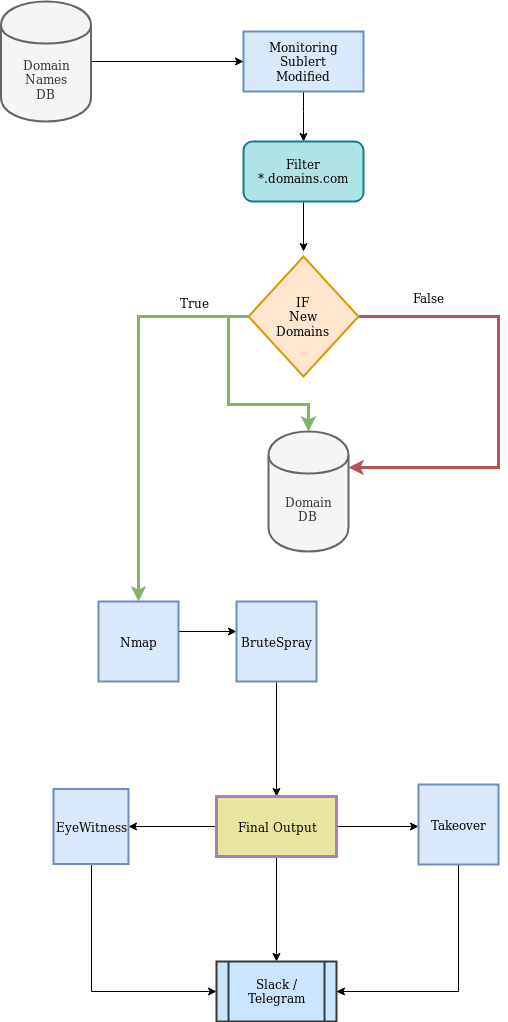 Monitoring
Sublert
Modified
Domain
Names
DB
Filter
*.domains.com
IF
New
Domains
True
False
Domain
DB
Nmap
BruteSpray
EyeWitness
Final Output
Takeover
Slack /
Telegram